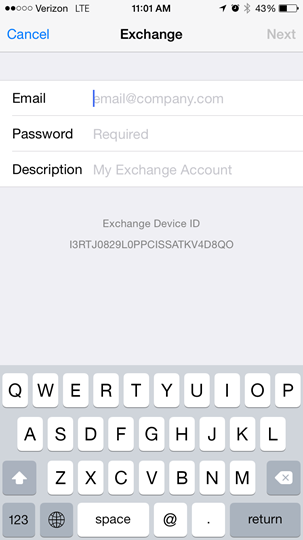 Verizon LTE 11:01 AM 43%
Cancel Exchange Next
Email email@company.com
Password Required
Description My Exchange Account
Exchange Device ID
I3RTJ0829L0PPCISSATKV4D8QO
Q W E R T Y U I O P
A S D F G H J K L
Z X C V B N M
123 space @ . return